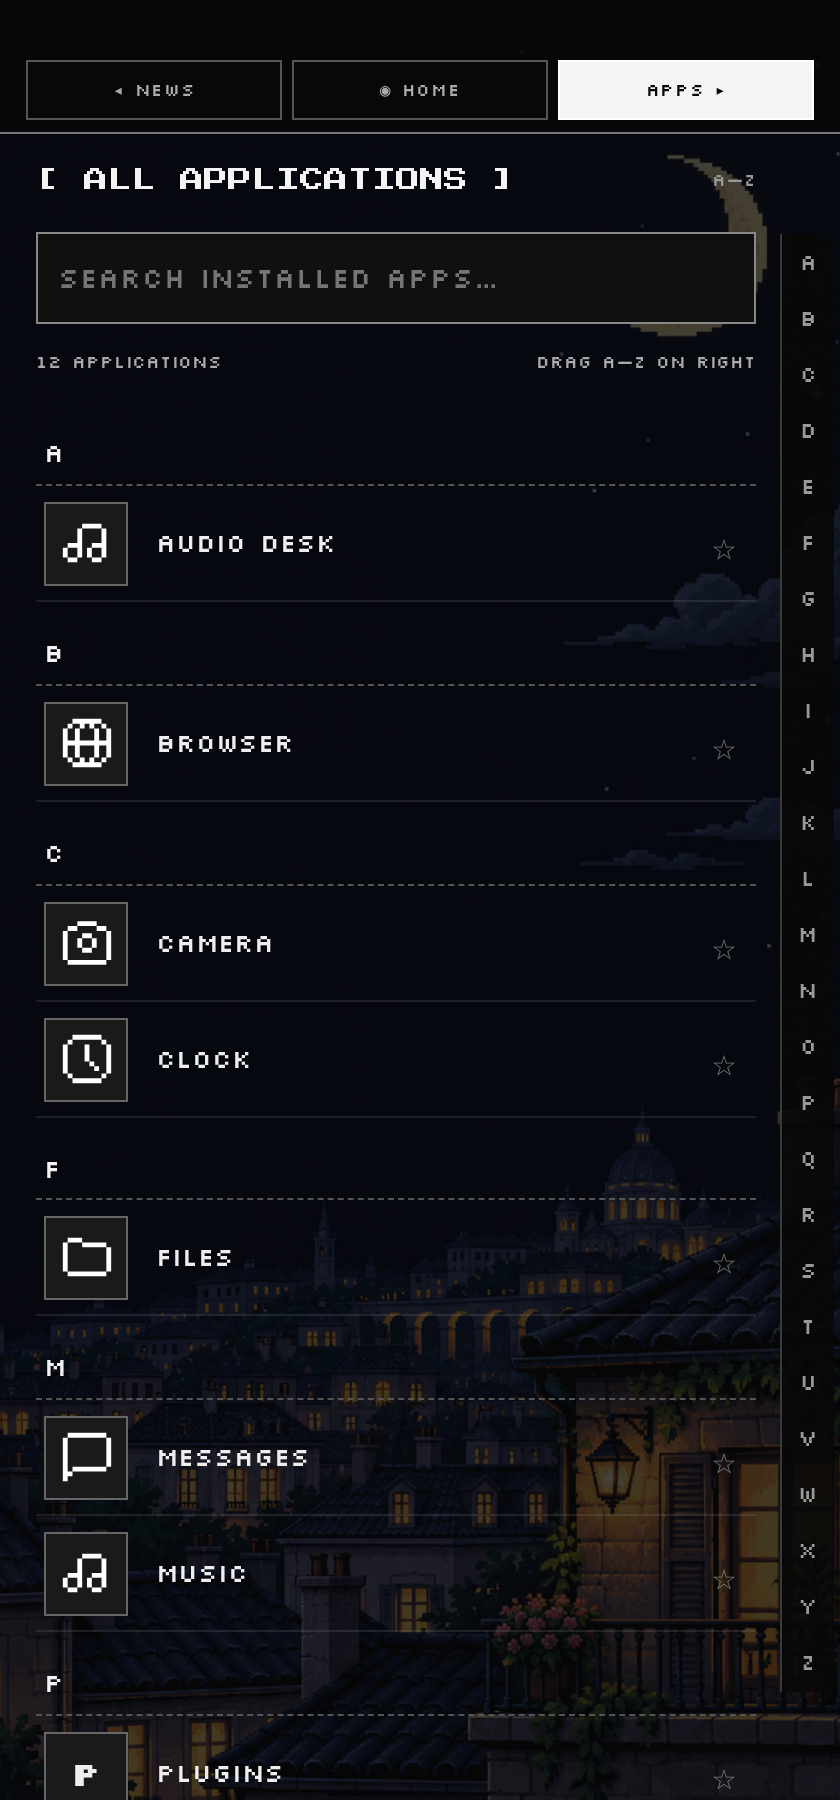 ◂ NEWS
◉ HOME
APPS ▸
[ ALL APPLICATIONS ]
A—Z
SEARCH INSTALLED APPS…
12 APPLICATIONS
DRAG A—Z ON RIGHT
A
AUDIO DESK
☆
B
BROWSER
☆
C
CAMERA
☆
CLOCK
☆
F
FILES
☆
M
MESSAGES
☆
MUSIC
☆
P
P
PLUGINS
☆
A
B
C
D
E
F
G
H
I
J
K
L
M
N
O
P
Q
R
S
T
U
V
W
X
Y
Z